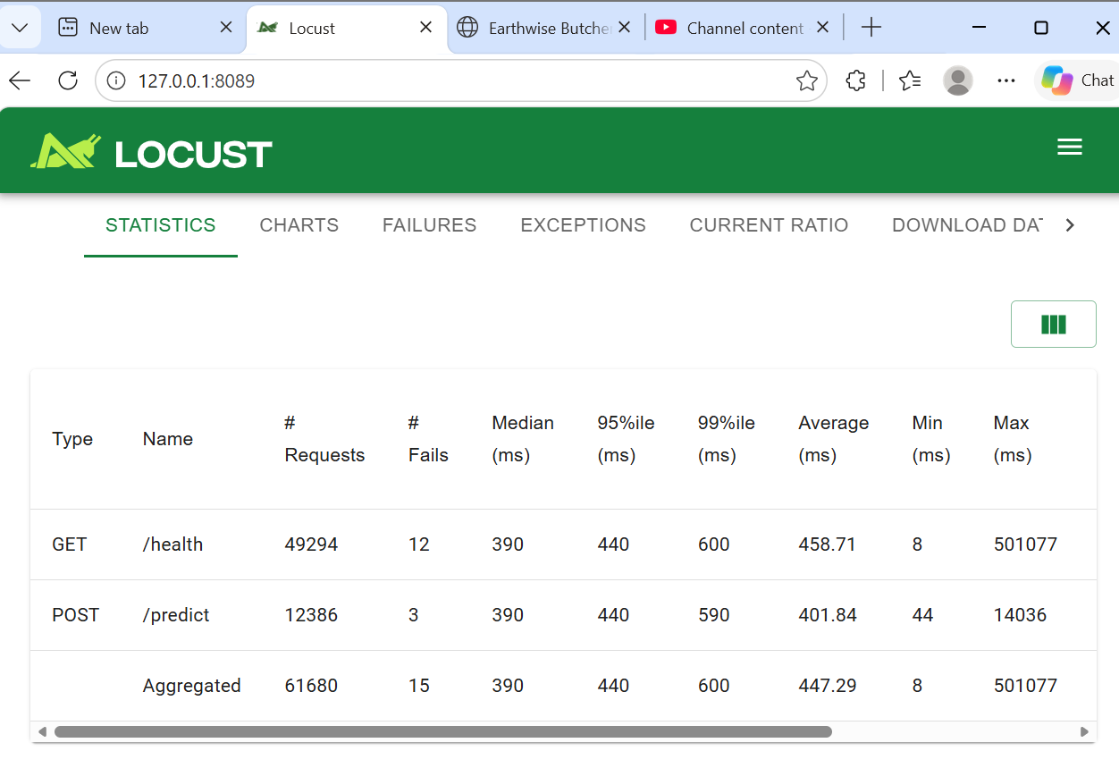 New tab
Locust
Earthwise Butche
Channel content
127.0.0.1:8089
Chat
LOCUST
STATISTICS CHARTS FAILURES EXCEPTIONS CURRENT RATIO DOWNLOAD DAT
Type Name # Requests # Fails Median (ms) 95%ile (ms) 99%ile (ms) Average (ms) Min (ms) Max (ms)
GET /health 49294 12 390 440 600 458.71 8 501077
POST /predict 12386 3 390 440 590 401.84 44 14036
Aggregated 61680 15 390 440 600 447.29 8 501077